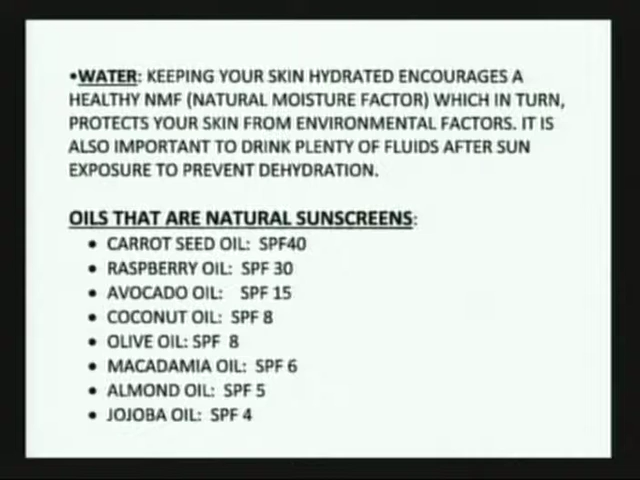 •WATER: KEEPING YOUR SKIN HYDRATED ENCOURAGES A
HEALTHY NMF (NATURAL MOISTURE FACTOR) WHICH IN TURN,
PROTECTS YOUR SKIN FROM ENVIRONMENTAL FACTORS. IT IS
ALSO IMPORTANT TO DRINK PLENTY OF FLUIDS AFTER SUN
EXPOSURE TO PREVENT DEHYDRATION.
OILS THAT ARE NATURAL SUNSCREENS:
• CARROT SEED OIL: SPF40
• RASPBERRY OIL: SPF 30
• AVOCADO OIL: SPF 15
• COCONUT OIL: SPF 8
• OLIVE OIL: SPF 8
• MACADAMIA OIL: SPF 6
• ALMOND OIL: SPF 5
• JOJOBA OIL: SPF 4